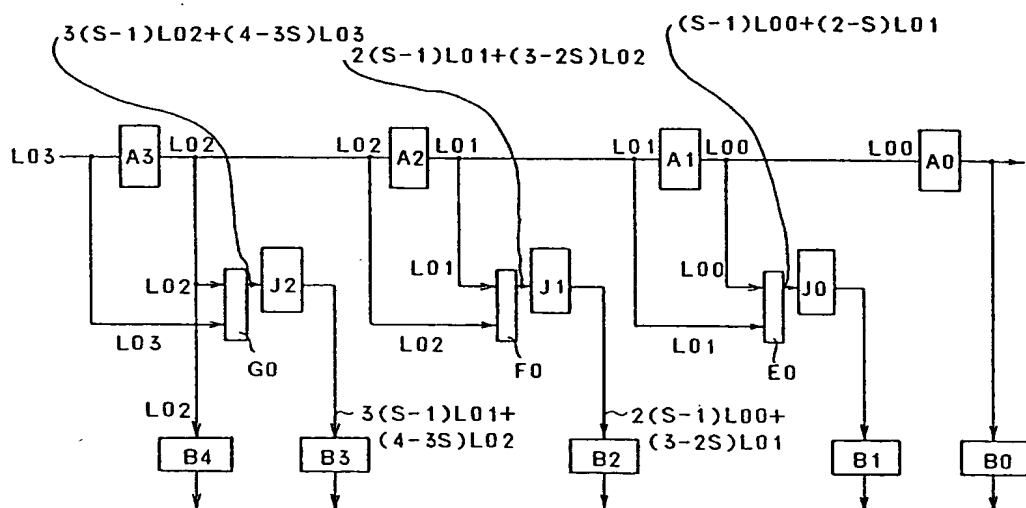 3(S-1)L02+(4-3S)L03
2(S-1)L01+(3-2S)L02
(S-1)L00+(2-S)L01
L03 A3 L02 L02 A2 L01 L01 A1 L00 L00 A0
L02 J2 L01 J1 L00 J0
L03 G0 L02 F0 L01 E0
L02
3(S-1)L01+
(4-3S)L02
2(S-i)L00+
(3-2S)L01
B4 B3 B2 B1 B0